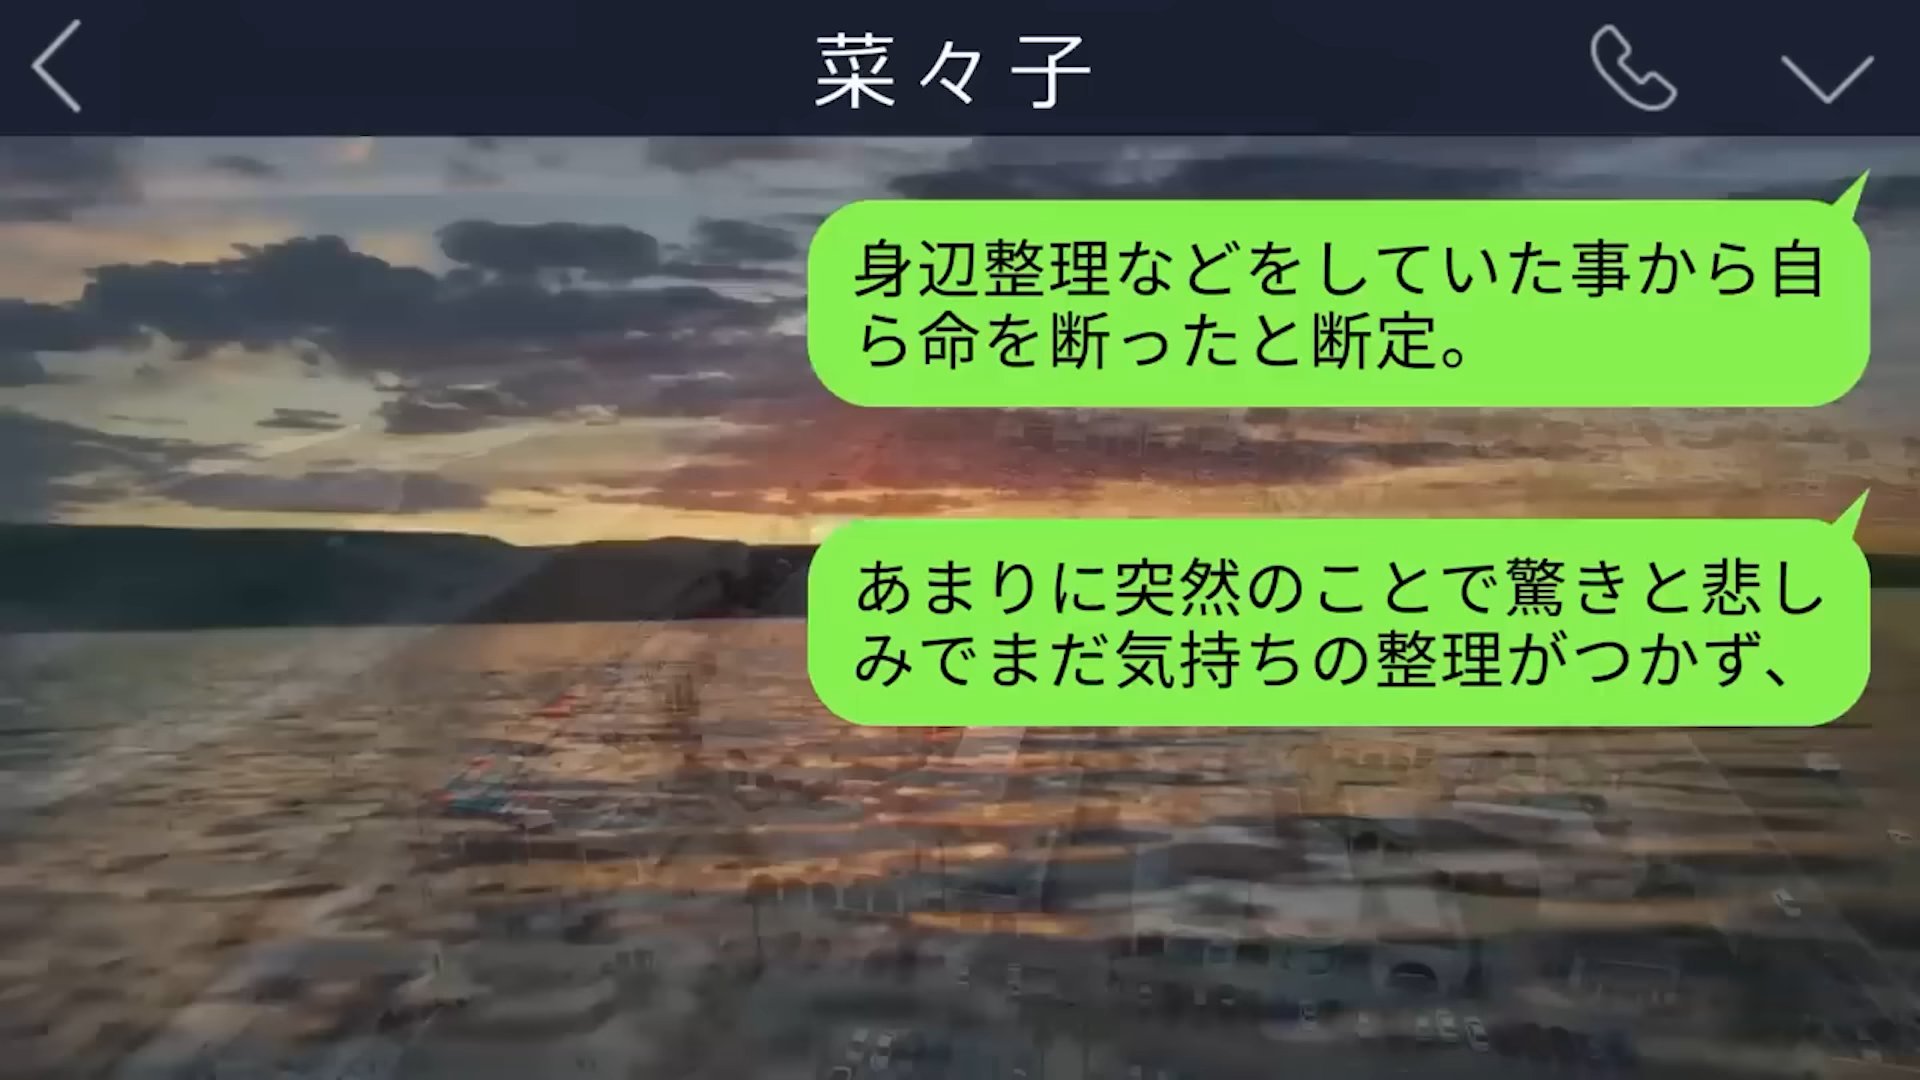 菜々子
身辺整理などをしていた事から自
ら命を断ったと断定。
あまりに突然のことで驚きと悲し
みでまだ気持ちの整理がつかず、